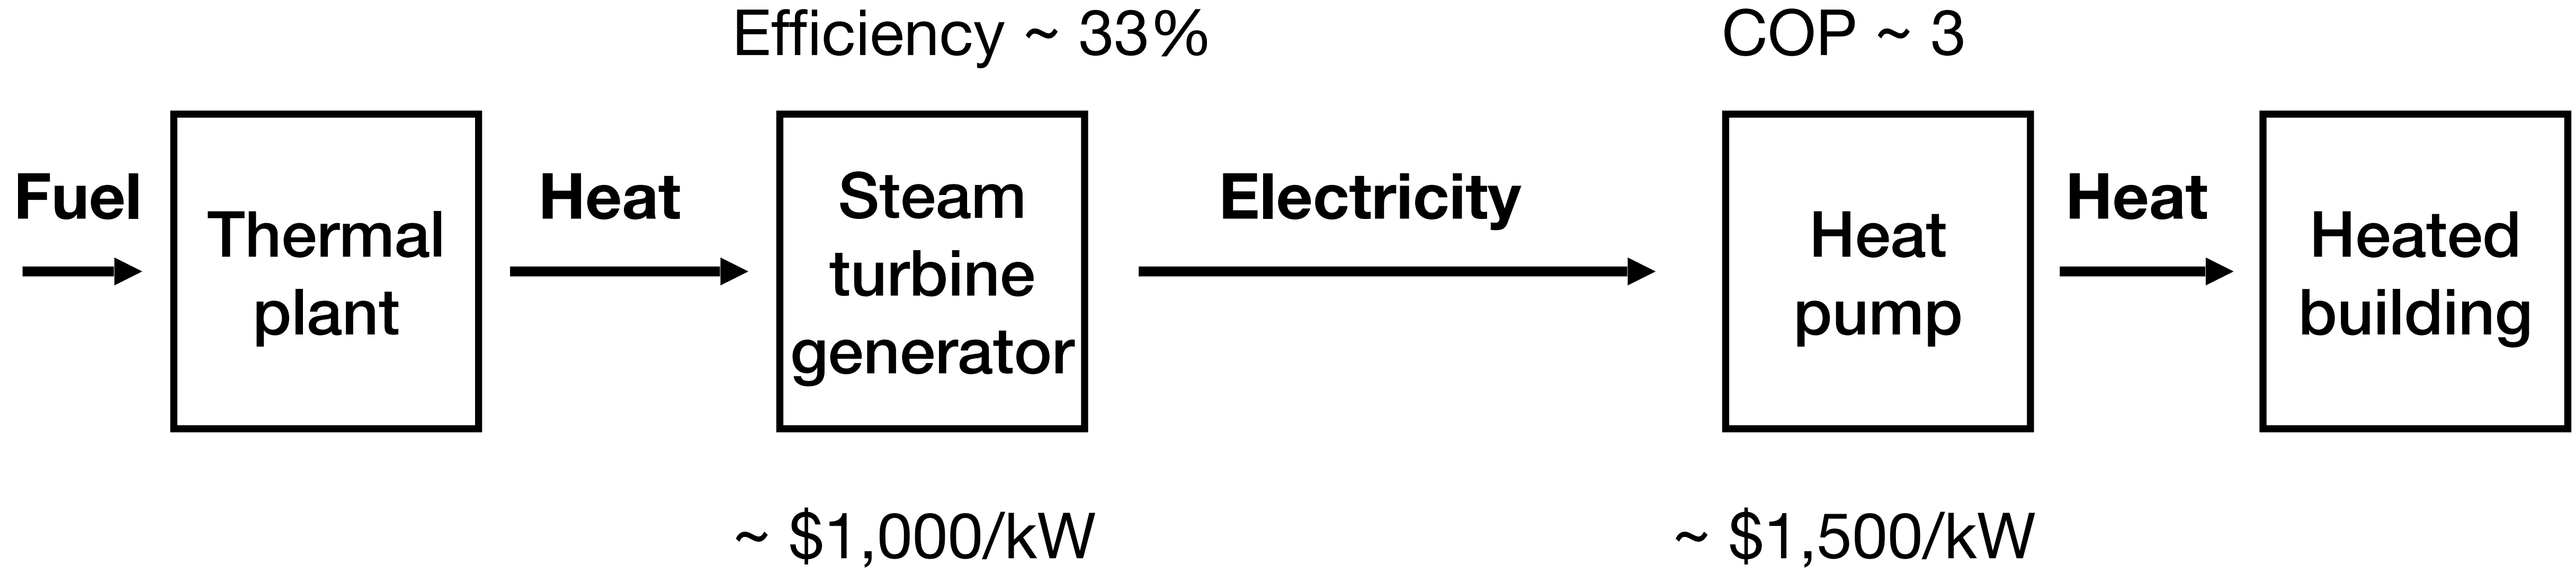 Efficiency ~ 33%
COP ~ 3
Fuel
Thermal
plant
Heat
Steam
turbine
generator
Electricity
Heat
pump
Heat
Heated
building
~ $1,000/kW
~ $1,500/kW